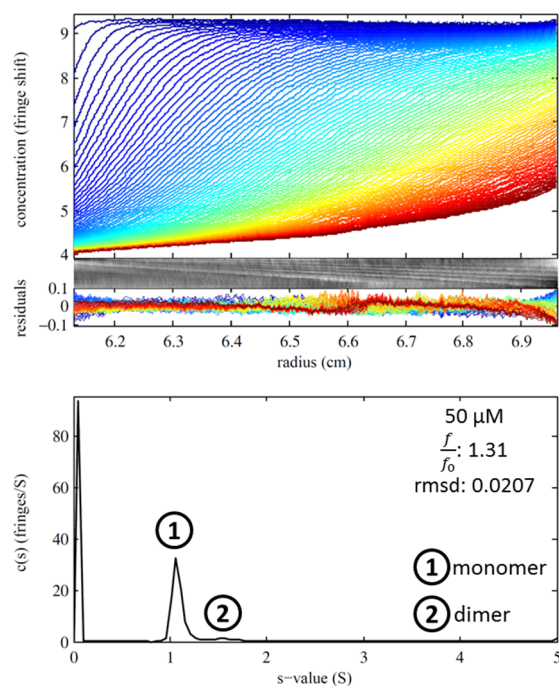 concentration (fringe shift)
9
8
7
6
5
4
residuals
0.1
0
−0.1
6.2 6.3 6.4 6.5 6.6 6.7 6.8 6.9
radius (cm)
c(s) (fringes/S)
80
60
40
20
0
50 µM
f/f₀: 1.31
rmsd: 0.0207
1
2
1 monomer
2 dimer
0 1 2 3 4 5
s−value (S)